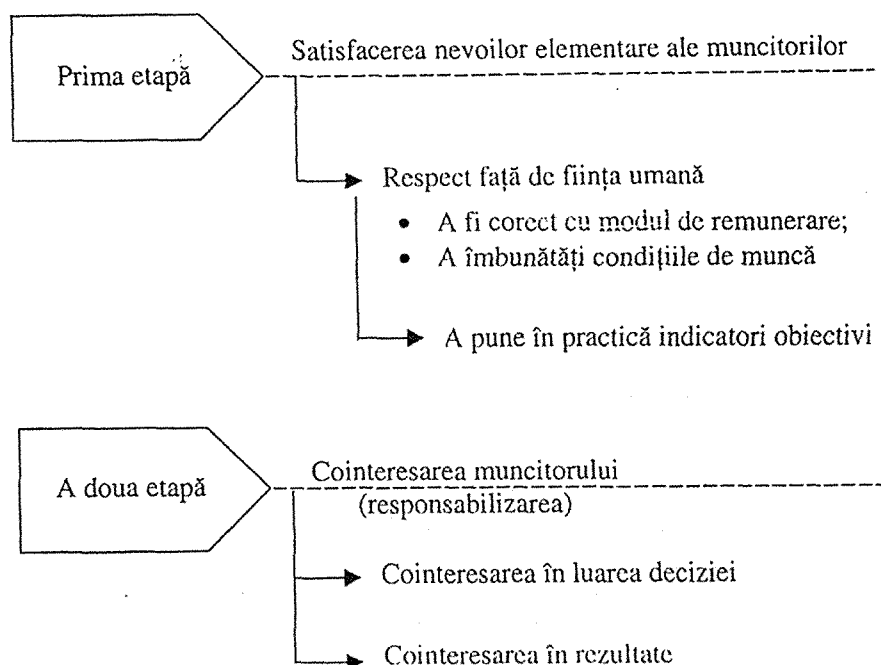 Prima etapă
Satisfacerea nevoilor elementare ale muncitorilor
Respect față de ființa umană
• A fi corect cu modul de remunerare;
• A îmbunătăți condițiile de muncă
A pune în practică indicatori obiectivi
A doua etapă
Cointeresarea muncitorului
(responsabilizarea)
Cointeresarea în luarea deciziei
Cointeresarea în rezultate